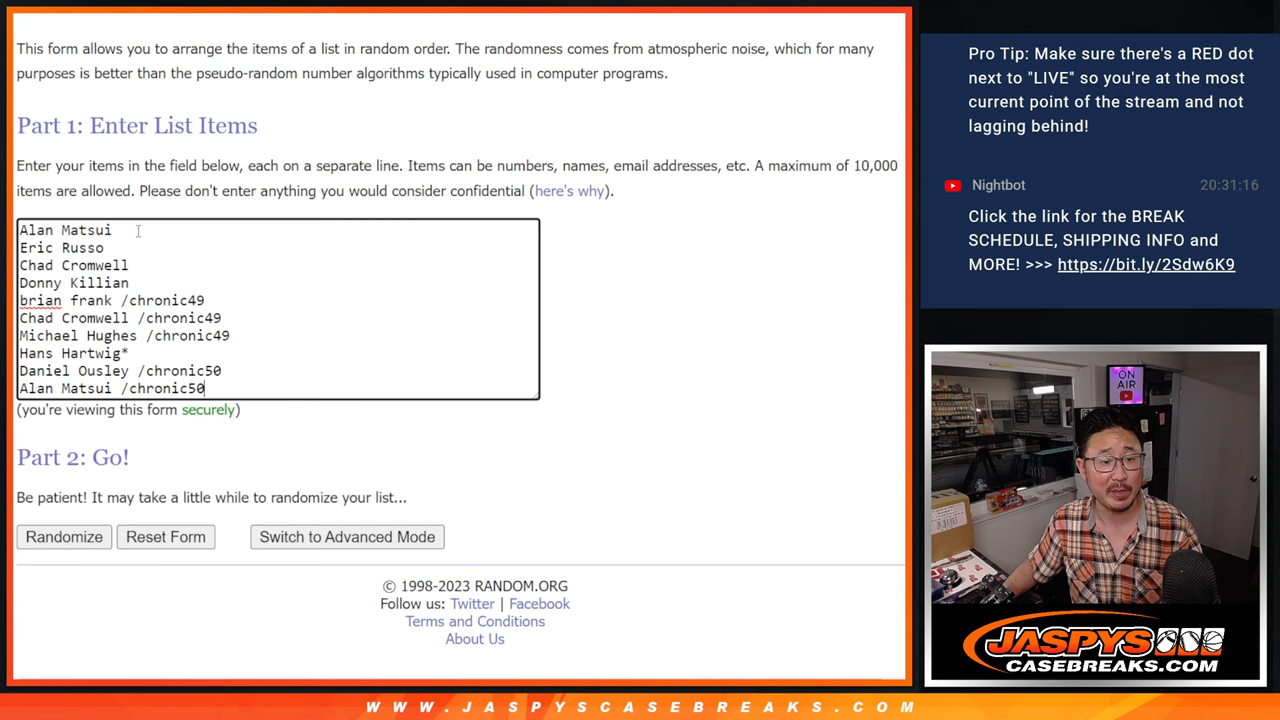 This form allows you to arrange the items of a list in random order. The randomness comes from atmospheric noise, which for many
purposes is better than the pseudo-random number algorithms typically used in computer programs.
Part 1: Enter List Items
Enter your items in the field below, each on a separate line. Items can be numbers, names, email addresses, etc. A maximum of 10,000
items are allowed. Please don't enter anything you would consider confidential (here's why).
Alan Matsui
Eric Russo
Chad Cromwell
Donny Killian
brian frank /chronic49
Chad Cromwell /chronic49
Michael Hughes /chronic49
Hans Hartwig*
Daniel Ousley /chronic50
Alan Matsui /chronic50
(you're viewing this form securely)
Part 2: Go!
Be patient! It may take a little while to randomize your list...
Randomize Reset Form Switch to Advanced Mode
© 1998-2023 RANDOM.ORG
Follow us: Twitter | Facebook
Terms and Conditions
About Us
Pro Tip: Make sure there's a RED dot
next to "LIVE" so you're at the most
current point of the stream and not
lagging behind!
Nightbot 20:31:16
Click the link for the BREAK
SCHEDULE, SHIPPING INFO and
MORE! >>> https://bit.ly/2Sdw6K9
ON
AIR
JASPYS
CASEBREAKS.COM
WWW.JASPYSCASEBREAKS.COM